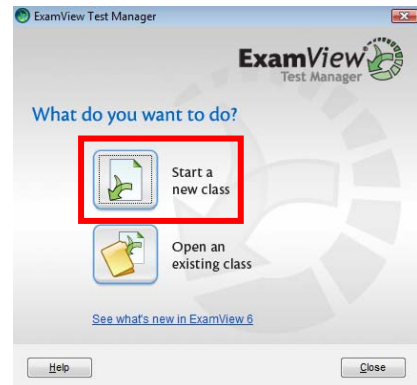 ExamView Test Manager
ExamView
Test Manager
What do you want to do?
Start a
new class
Open an
existing class
See what's new in ExamView 6
Help
Close